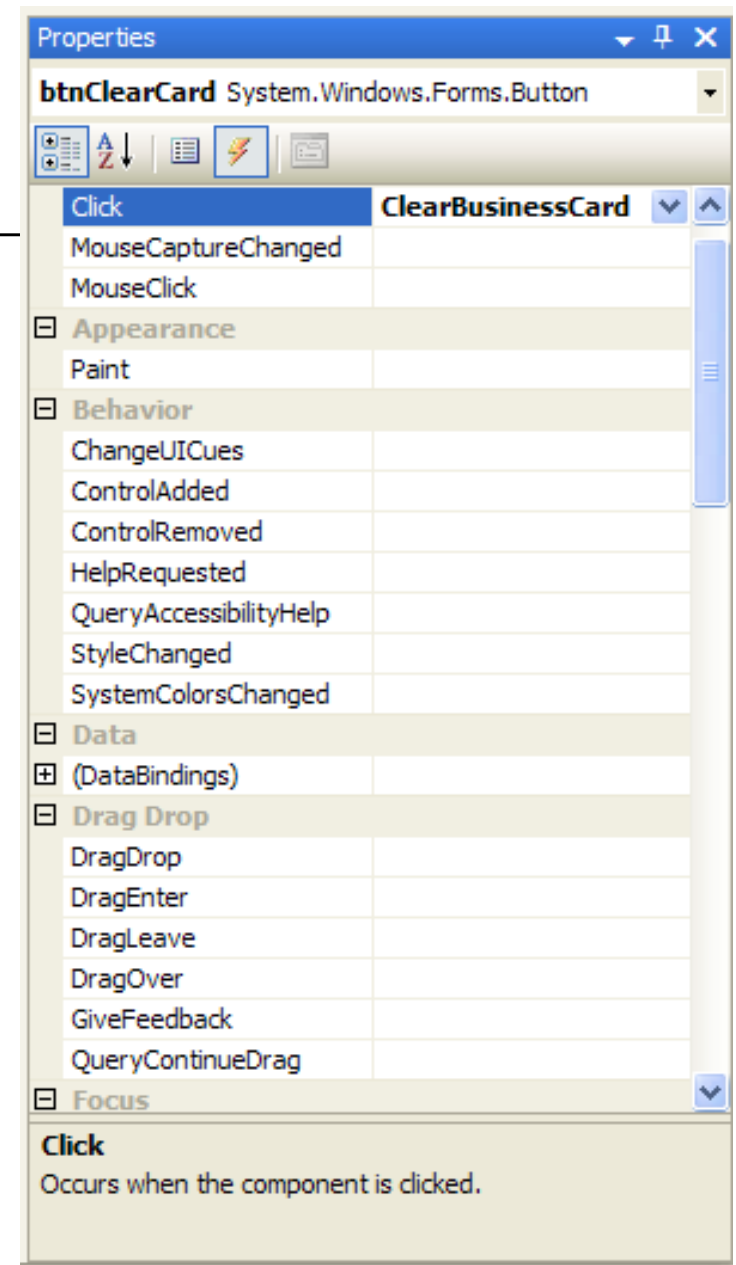 Properties
btnClearCard System.Windows.Forms.Button
A
Z
Click ClearBusinessCard
MouseCaptureChanged
MouseClick
Appearance
Paint
Behavior
ChangeUICues
ControlAdded
ControlRemoved
HelpRequested
QueryAccessibilityHelp
StyleChanged
SystemColorsChanged
Data
(DataBindings)
Drag Drop
DragDrop
DragEnter
DragLeave
DragOver
GiveFeedback
QueryContinueDrag
Focus
Click
Occurs when the component is clicked.